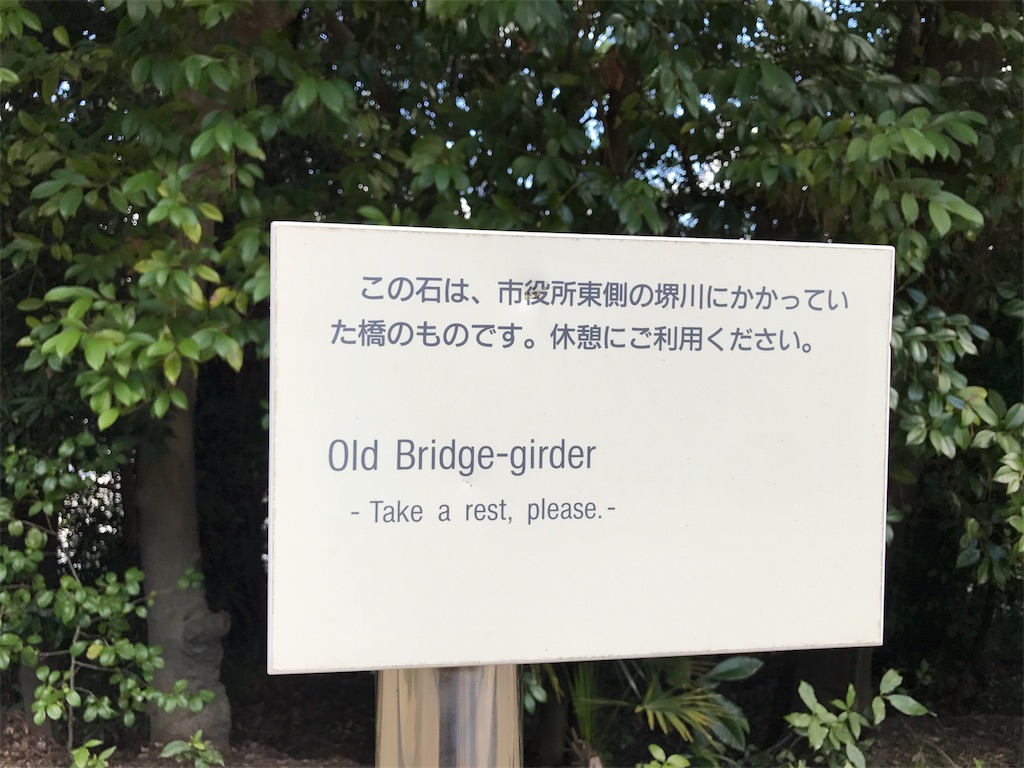 この石は、市役所東側の堺川にかかってい
た橋のものです。休憩にご利用ください。
Old Bridge-girder
- Take a rest, please. -